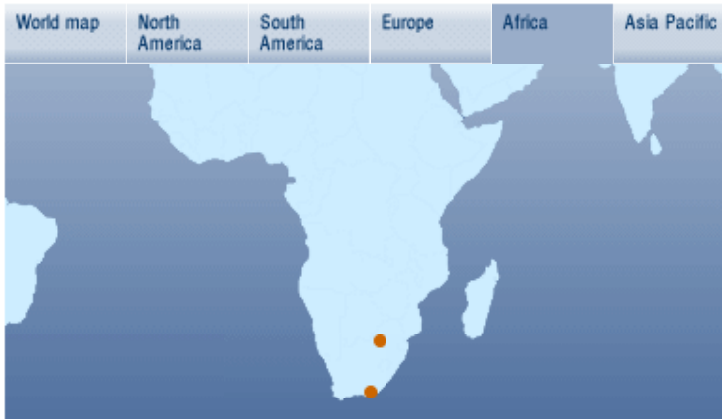 World map
North
America
South
America
Europe
Africa
Asia Pacific